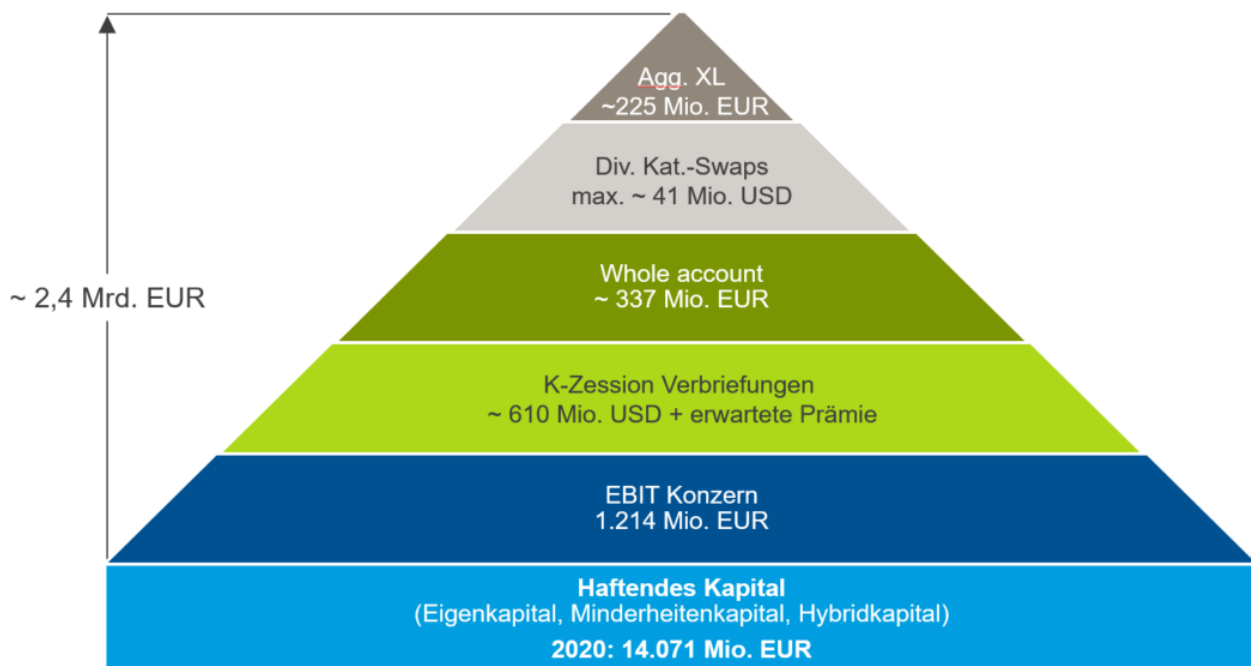 Agg. XL
~225 Mio. EUR
Div. Kat.-Swaps
max. ~ 41 Mio. USD
Whole account
~ 337 Mio. EUR
~ 2,4 Mrd. EUR
K-Zession Verbriefungen
~ 610 Mio. USD + erwartete Prämie
EBIT Konzern
1.214 Mio. EUR
Haftendes Kapital
(Eigenkapital, Minderheitenkapital, Hybridkapital)
2020: 14.071 Mio. EUR